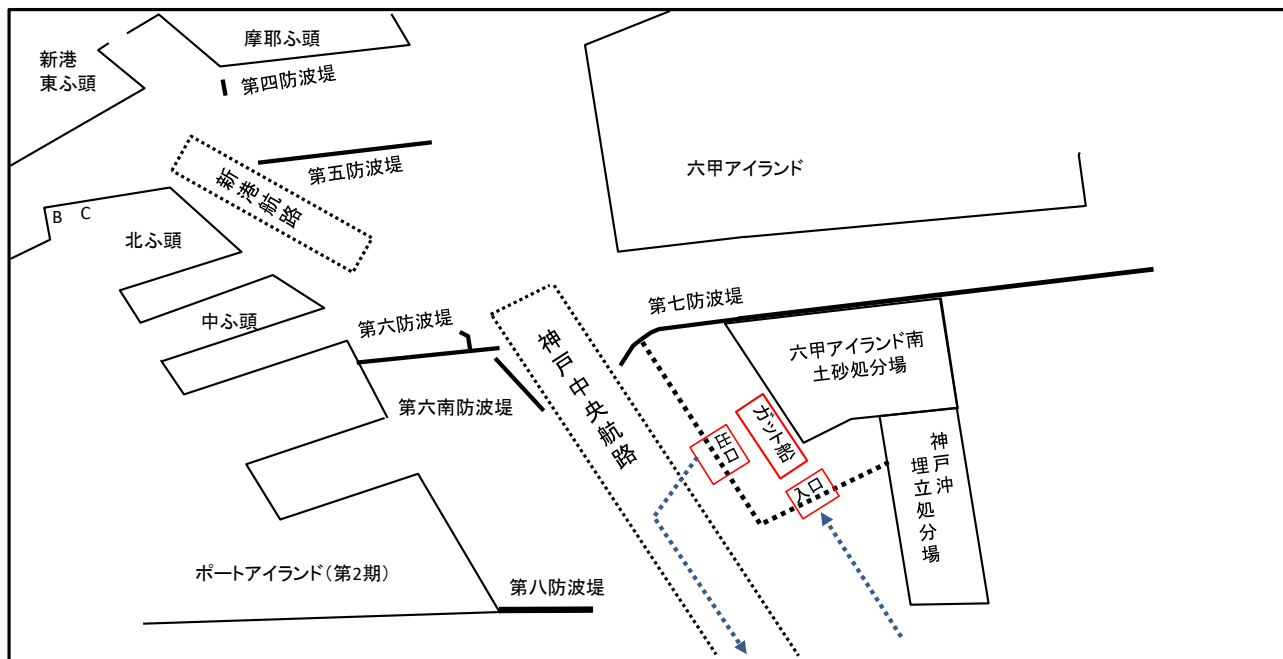 新港
東ふ頭
摩耶ふ頭
第四防波堤
第五防波堤
新港航路
六甲アイランド
B C
北ふ頭
中ふ頭
第六防波堤
第七防波堤
神戸中央航路
六甲アイランド南
土砂処分場
第六南防波堤
ガット船
出口
入口
神戸沖
埋立処分場
ポートアイランド(第2期)
第八防波堤